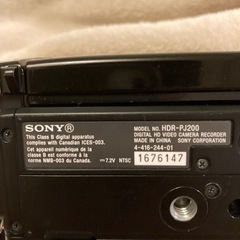 SONY®
This Class B digital apparatus
complies with Canadian ICES-003.
Cet appareil numérique de la
classe B est conforme à la norme
NMB-003 du Canada.
MODEL NO. HDR-PJ200
DIGITAL HD VIDEO CAMERA RECORDER
MADE IN CHINA SONY CORPORATION
4-416-244-01
7.2V NTSC
1676147